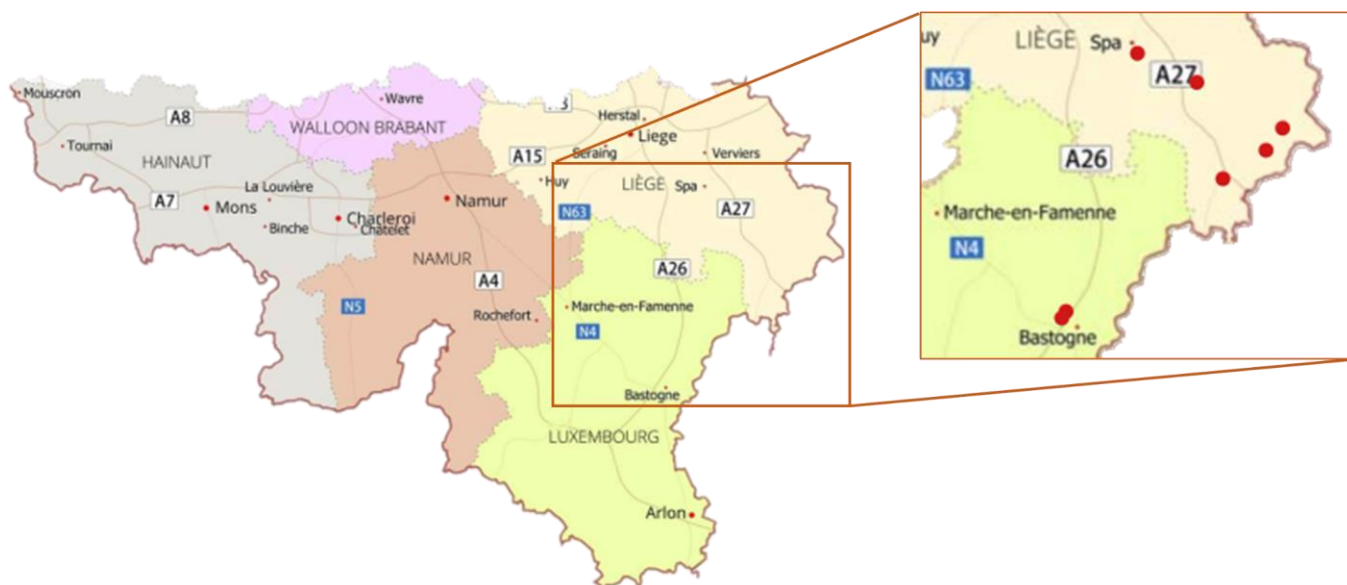 Mouscron
Wavre
A8
WALLOON BRABANT
Herstal
Liege
Tournai
HAINAUT
A15
Seraing
Verviers
La Louvière
Huy
LIÈGE
Spa
A7
Mons
Namur
N63
A27
Charleroi
Binche
Châtelet
NAMUR
A4
A26
N5
Rochefort
Marche-en-Famenne
N4
Bastogne
LUXEMBOURG
Arlon
LIÈGE
Spa
N63
A27
A26
Marche-en-Famenne
N4
Bastogne